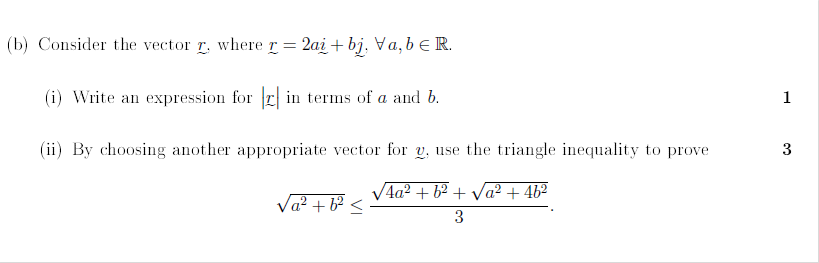 (b) Consider the vector r̰, where r̰ = 2aḭ + bj̰, ∀a, b ∈ ℝ.
(i) Write an expression for |r̰| in terms of a and b. 1
(ii) By choosing another appropriate vector for v̰, use the triangle inequality to prove 3
√(a² + b²) ≤ (√(4a² + b²) + √(a² + 4b²))/3.